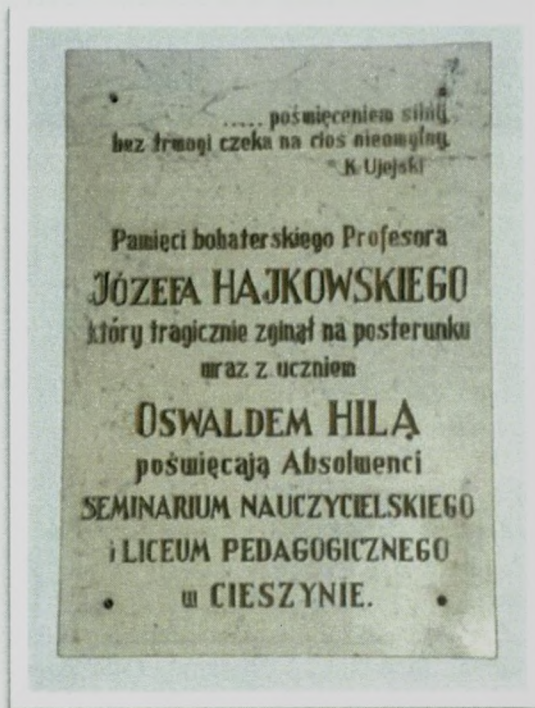 ..... poświęceniem silny,
bez trwogi czeka na cios nieomylny.
K. Ujejski
Pamięci bohaterskiego Profesora
JÓZEFA HAJKOWSKIEGO
który tragicznie zginął na posterunku
wraz z uczniem
OSWALDEM HILĄ
poświęcają Absolwenci
SEMINARIUM NAUCZYCIELSKIEGO
i LICEUM PEDAGOGICZNEGO
w CIESZYNIE.